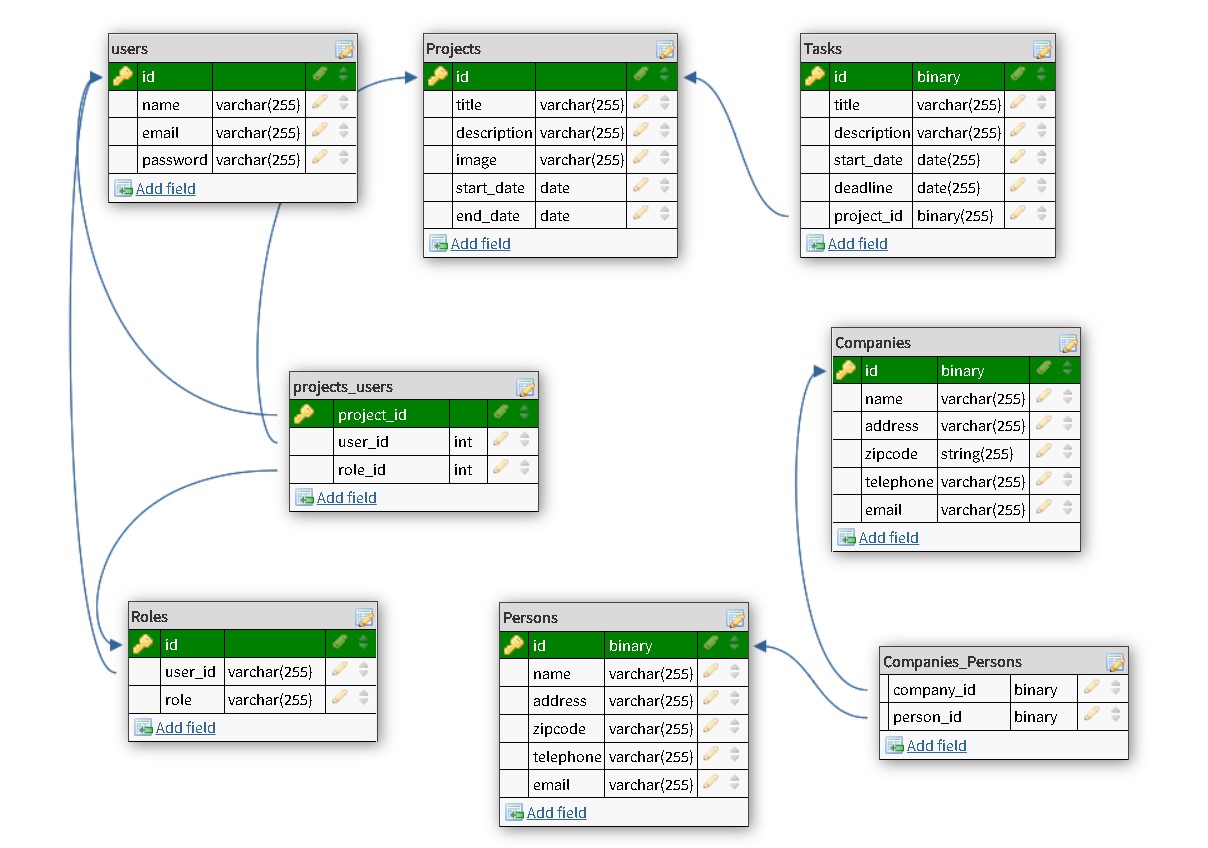 users
id
name varchar(255)
email varchar(255)
password varchar(255)
Add field
Projects
id
title varchar(255)
description varchar(255)
image varchar(255)
start_date date
end_date date
Add field
Tasks
id binary
title varchar(255)
description varchar(255)
start_date date(255)
deadline date(255)
project_id binary(255)
Add field
projects_users
project_id
user_id int
role_id int
Add field
Companies
id binary
name varchar(255)
address varchar(255)
zipcode string(255)
telephone varchar(255)
email varchar(255)
Add field
Roles
id
user_id varchar(255)
role varchar(255)
Add field
Persons
id binary
name varchar(255)
address varchar(255)
zipcode varchar(255)
telephone varchar(255)
email varchar(255)
Add field
Companies_Persons
company_id binary
person_id binary
Add field